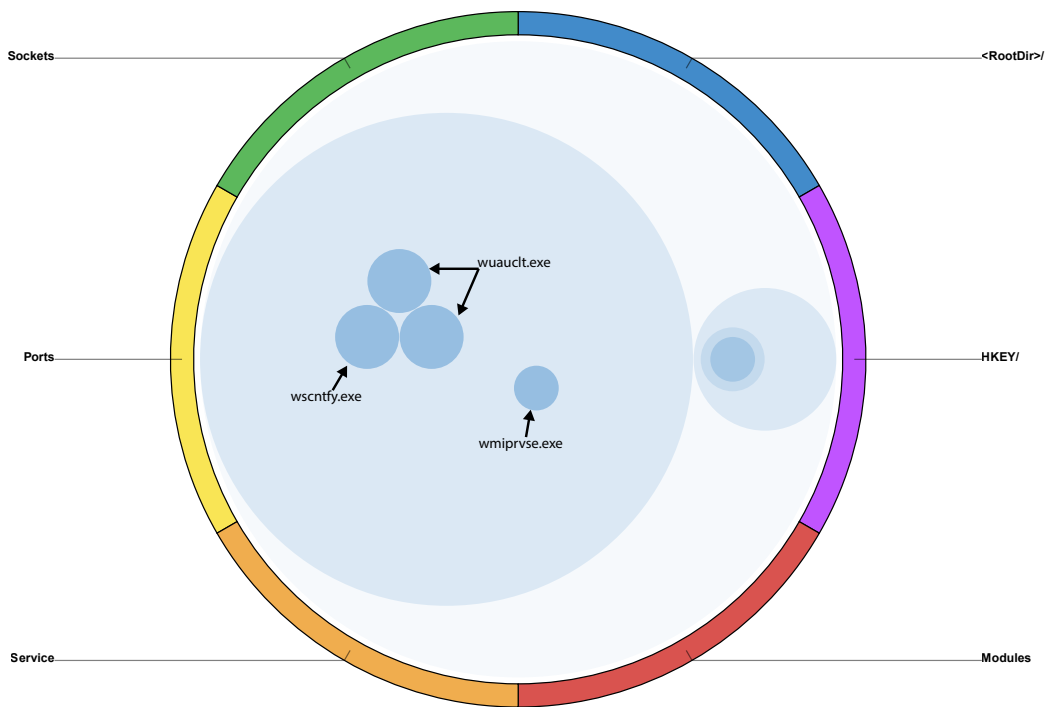 Sockets
<RootDir>/
wuauclt.exe
Ports
HKEY/
wscntfy.exe
wmiprvse.exe
Service
Modules